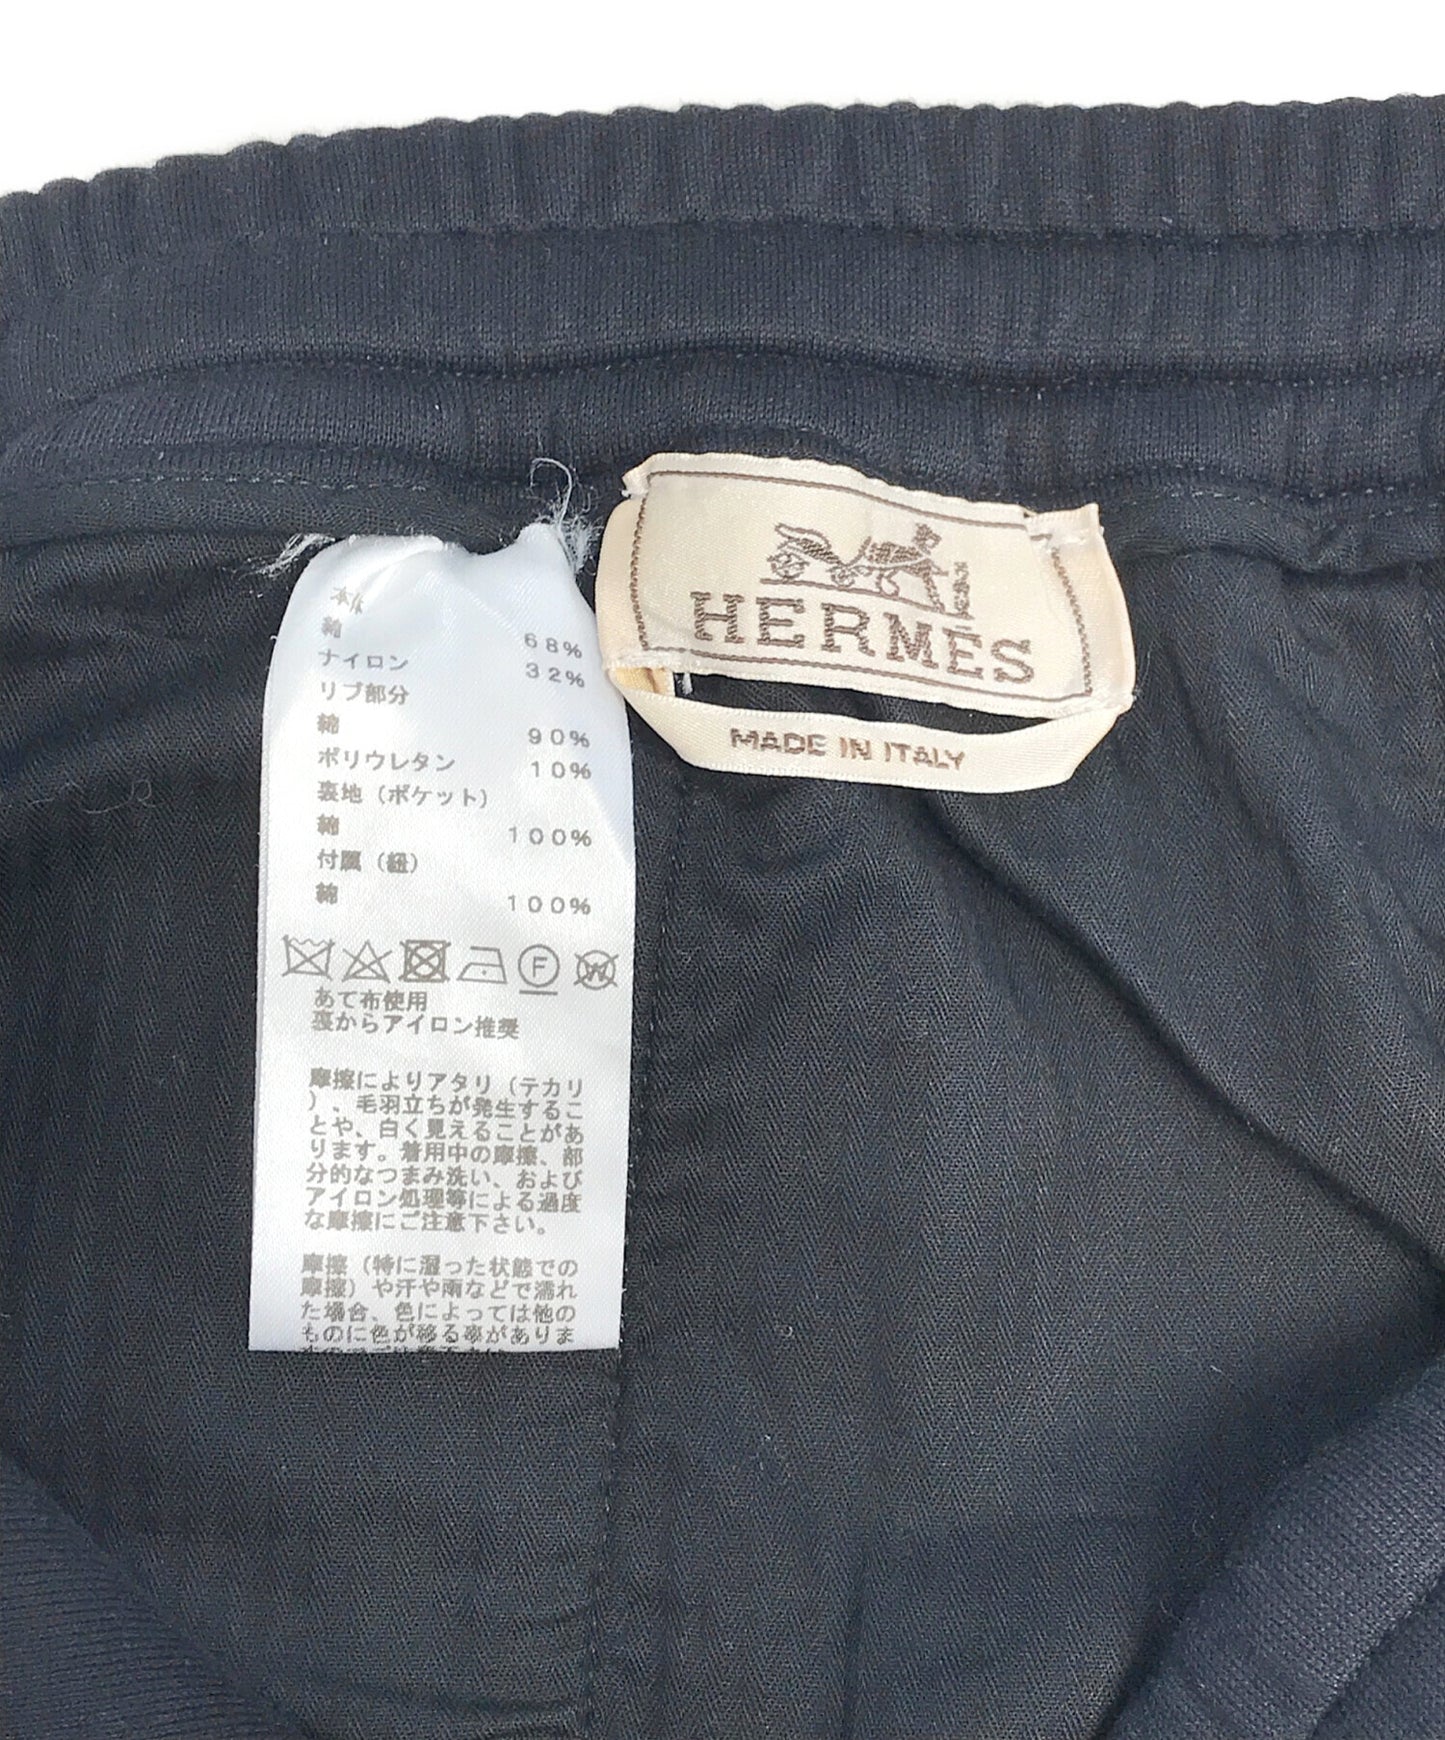 本体
綿 68%
ナイロン 32%
リブ部分
綿 90%
ポリウレタン 10%
裏地（ポケット）
綿 100%
付属（紐）
綿 100%
F
W
あて布使用
裏からアイロン推奨
摩擦によりアタリ（テカリ
）、毛羽立ちが発生するこ
とや、白く見えることがあ
ります。着用中の摩擦、部
分的なつまみ洗い、および
アイロン処理等による過度
な摩擦にご注意下さい。
摩擦（特に湿った状態での
摩擦）や汗や雨などで濡れ
た場合、色によっては他の
ものに色が移る事がありま
HERMES
MADE IN ITALY